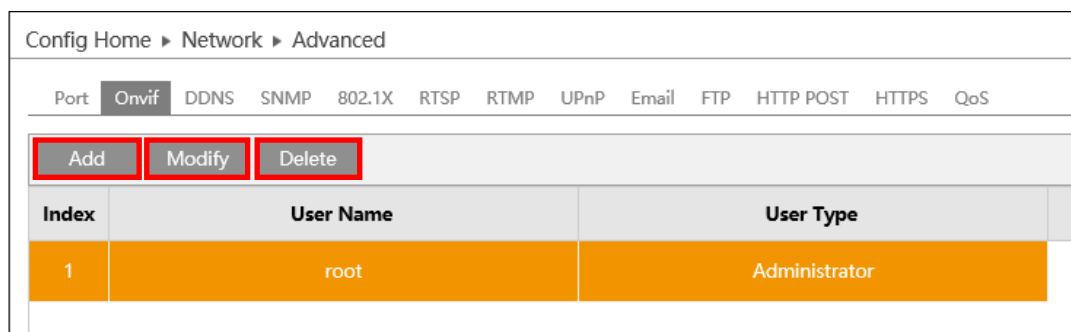 Config Home ▸ Network ▸ Advanced
Port Onvif DDNS SNMP 802.1X RTSP RTMP UPnP Email FTP HTTP POST HTTPS QoS
Add Modify Delete
Index User Name User Type
1 root Administrator